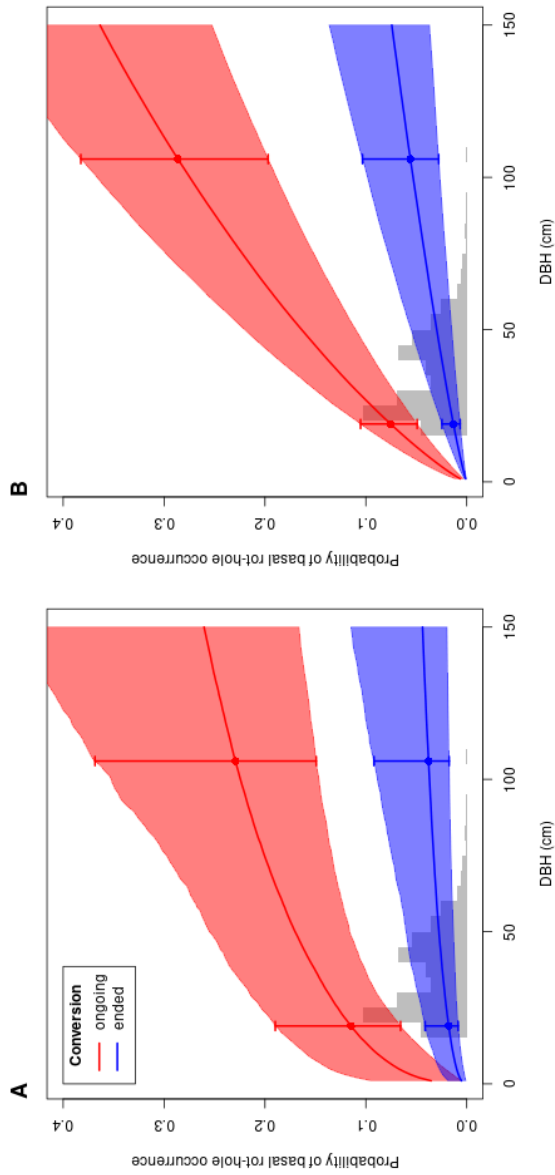 A
Probability of basal rot-hole occurrence
0.4
0.3
0.2
0.1
0.0
Conversion
ongoing
ended
0
50
100
150
DBH (cm)
B
Probability of basal rot-hole occurrence
0.4
0.3
0.2
0.1
0.0
0
50
100
150
DBH (cm)